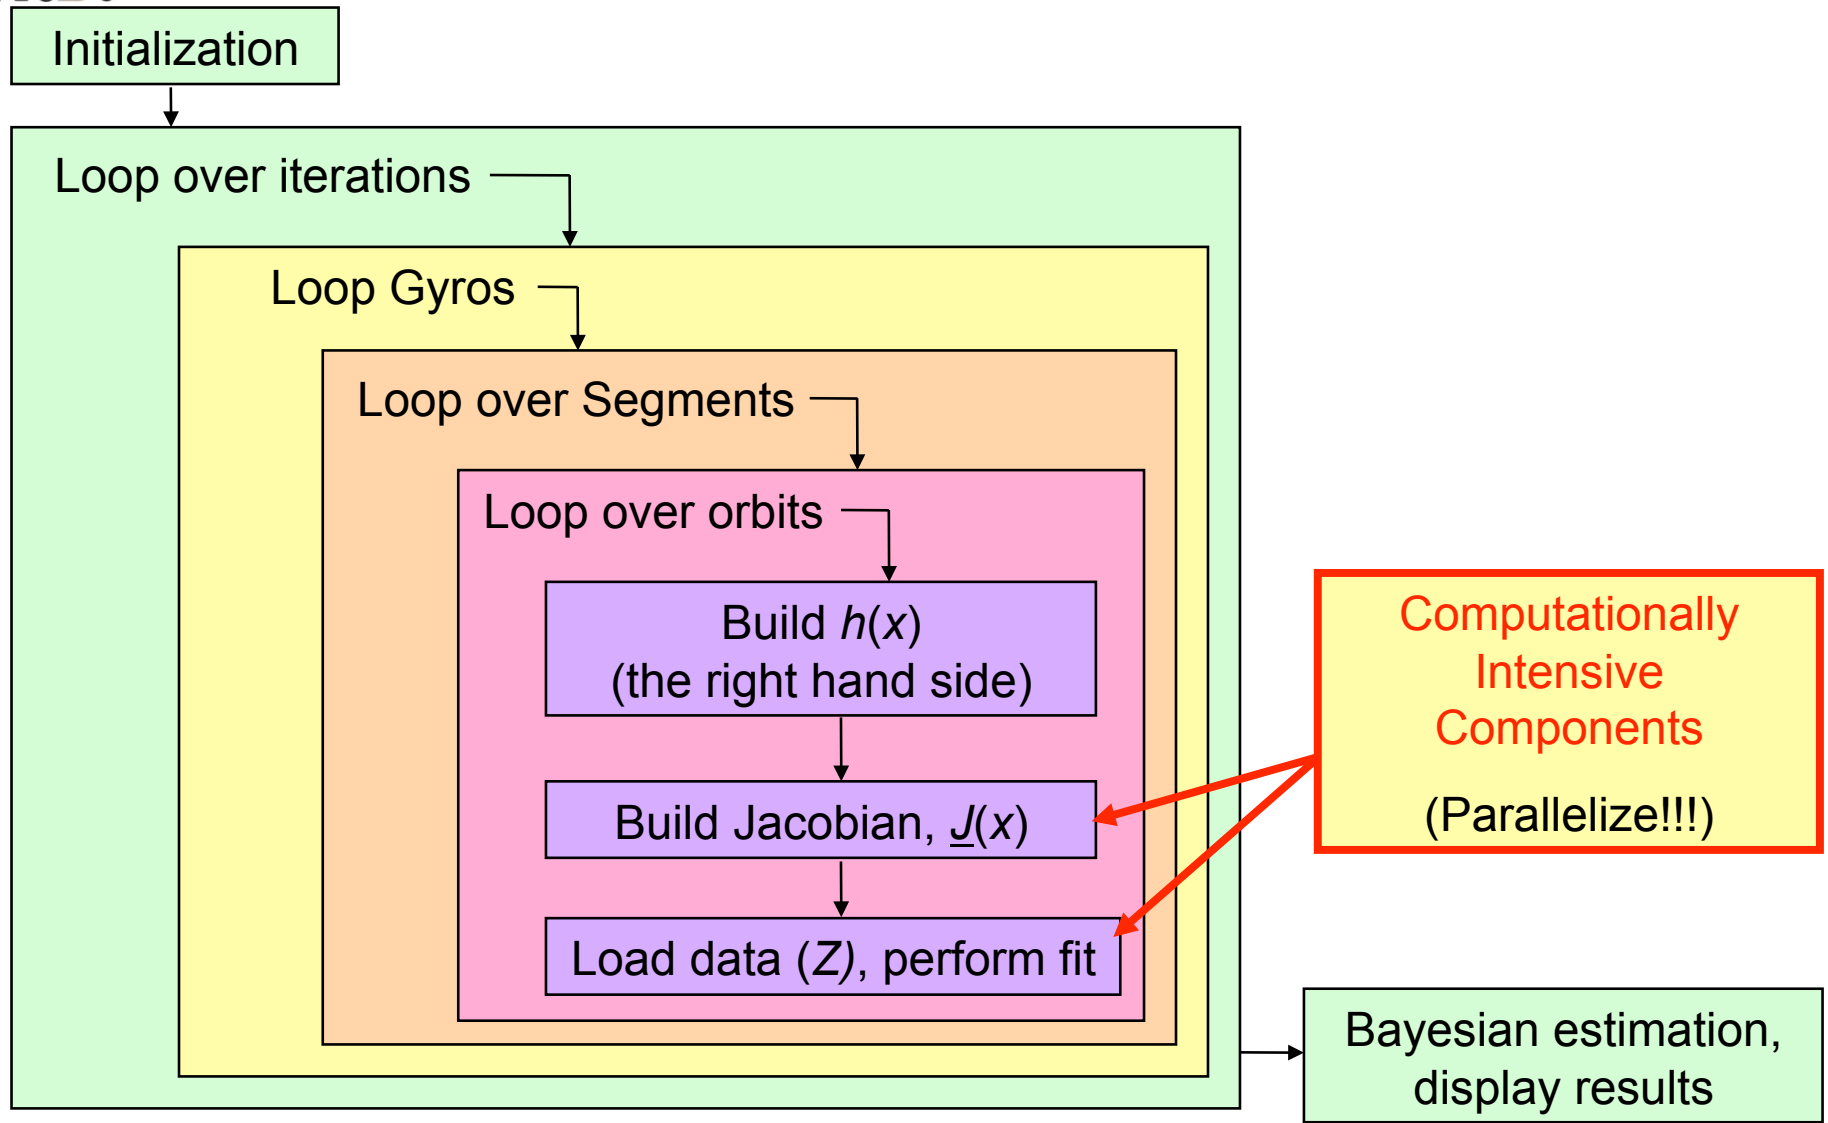 Initialization
Loop over iterations
Loop Gyros
Loop over Segments
Loop over orbits
Build h(x)
(the right hand side)
Build Jacobian, J(x)
Load data (Z), perform fit
Computationally
Intensive
Components
(Parallelize!!!)
Bayesian estimation,
display results